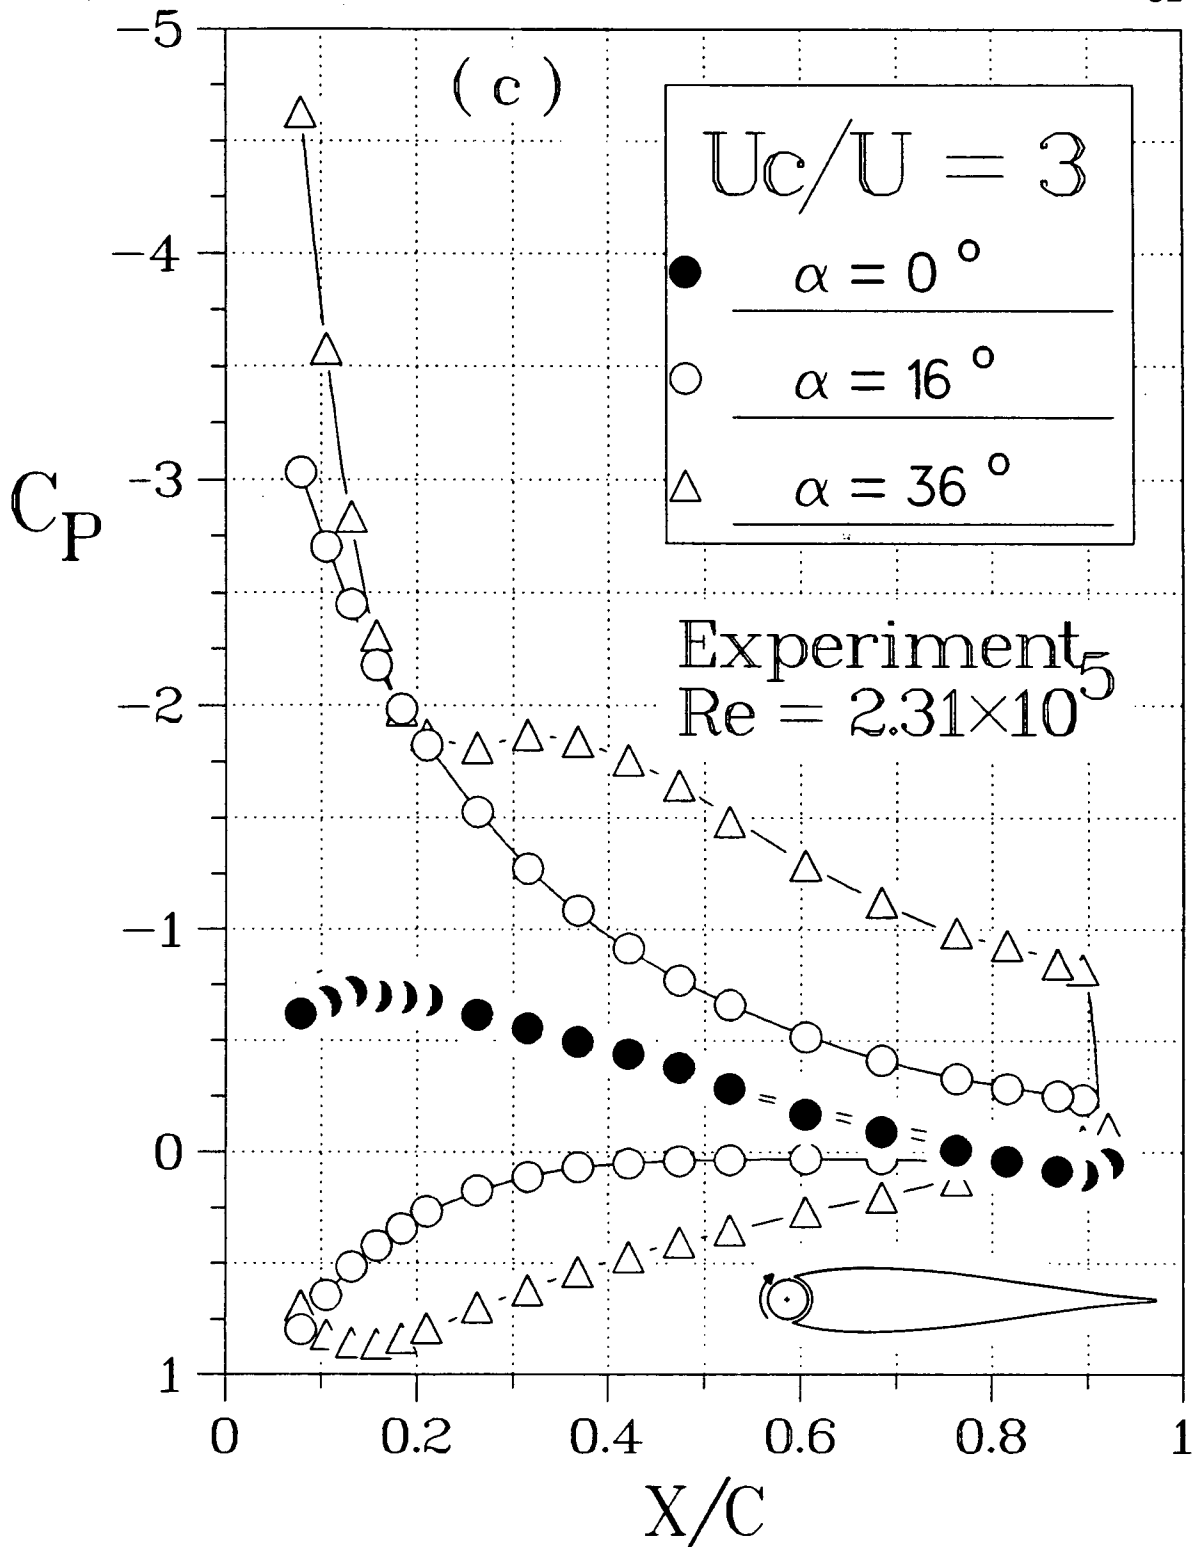 -5
(c)
Uc/U = 3
-4
α = 0 °
α = 16 °
-3
α = 36 °
C_P
Experiment
Re = 2.31×10^5
-2
-1
0
1
0 0.2 0.4 0.6 0.8 1
X/C